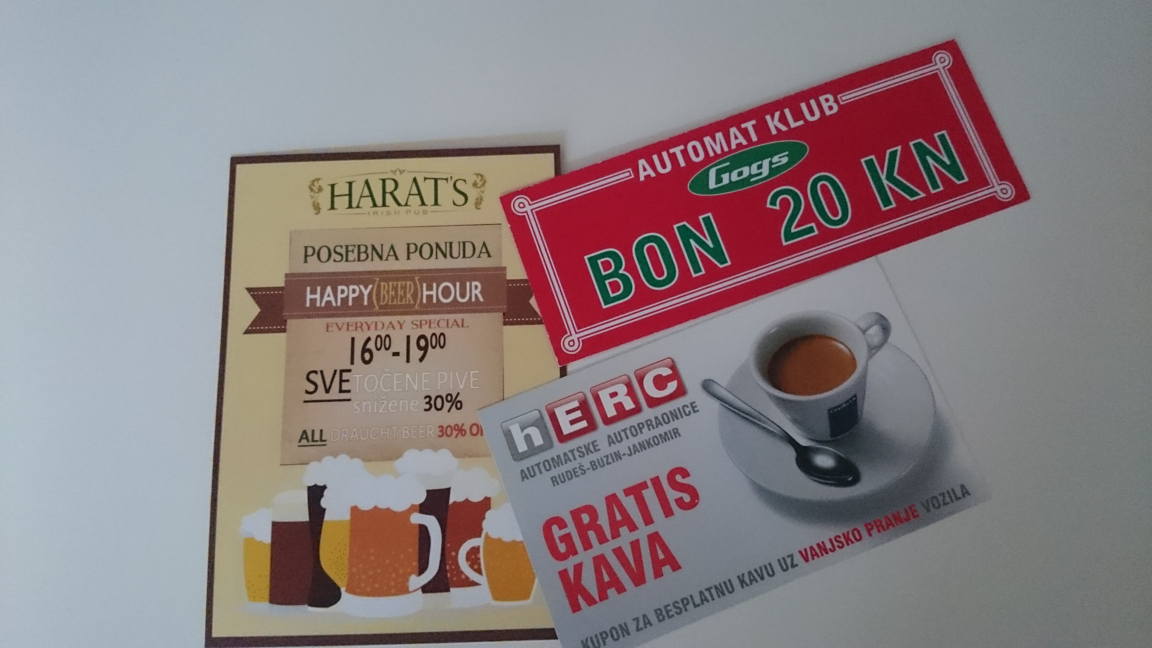 HARAT'S
IRISH PUB
POSEBNA PONUDA
HAPPY (BEER) HOUR
EVERYDAY SPECIAL
16⁰⁰-19⁰⁰
SVE TOČENE PIVE
snižene 30%
ALL DRAUGHT BEER 30% O
AUTOMAT KLUB
Gogs
BON 20 KN
hERC
AUTOMATSKE AUTOPRAONICE
RUDEŠ-BUZIN-JANKOMIR
GRATIS
KAVA
KUPON ZA BESPLATNU KAVU UZ VANJSKO PRANJE VOZILA